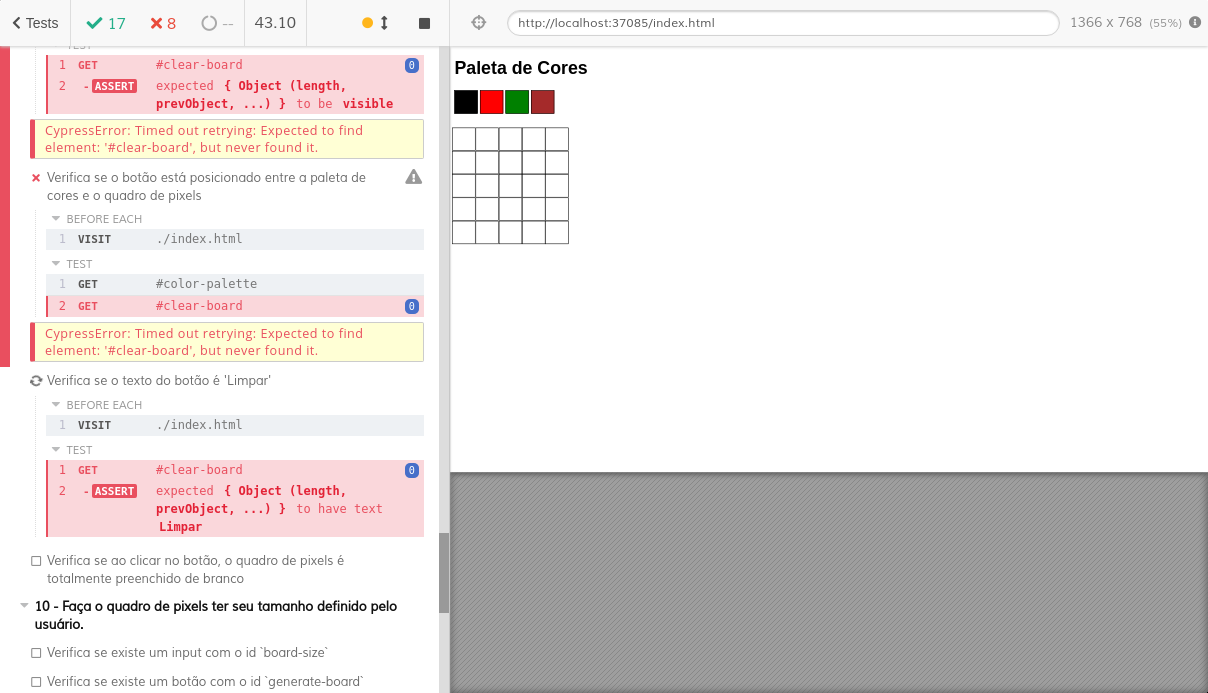 Tests 17 8 -- 43.10 http://localhost:37085/index.html 1366 x 768 (55%)
TEST
1 GET #clear-board 0
2 -ASSERT expected { Object (length,
prevObject, ...) } to be visible
CypressError: Timed out retrying: Expected to find
element: '#clear-board', but never found it.
Verifica se o botão está posicionado entre a paleta de
cores e o quadro de pixels
BEFORE EACH
1 VISIT ./index.html
TEST
1 GET #color-palette
2 GET #clear-board 0
CypressError: Timed out retrying: Expected to find
element: '#clear-board', but never found it.
Verifica se o texto do botão é 'Limpar'
BEFORE EACH
1 VISIT ./index.html
TEST
1 GET #clear-board 0
2 -ASSERT expected { Object (length,
prevObject, ...) } to have text
Limpar
Verifica se ao clicar no botão, o quadro de pixels é
totalmente preenchido de branco
10 - Faça o quadro de pixels ter seu tamanho definido pelo
usuário.
Verifica se existe um input com o id `board-size`
Verifica se existe um botão com o id `generate-board`
Paleta de Cores